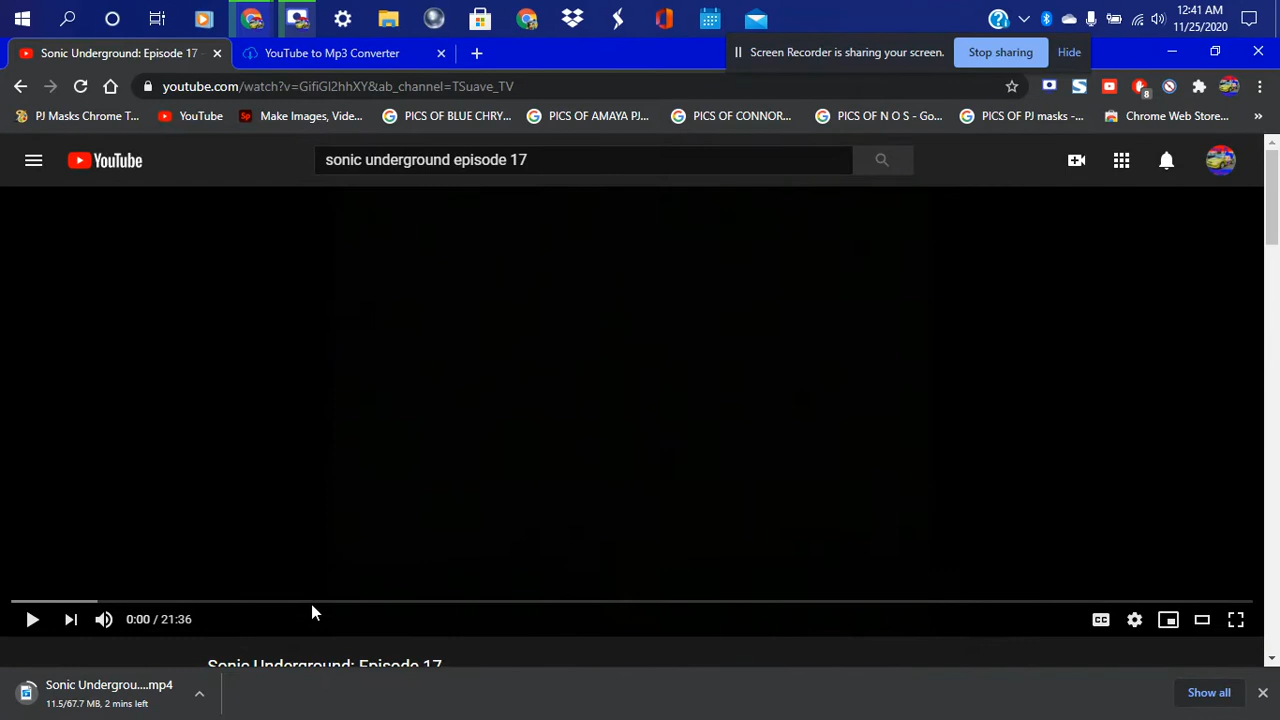 12:41 AM
11/25/2020
Sonic Underground: Episode 17 -
YouTube to Mp3 Converter
Screen Recorder is sharing your screen.
Stop sharing
Hide
youtube.com/watch?v=GifiGl2hhXY&ab_channel=TSuave_TV
8
PJ Masks Chrome T...
YouTube
Sp
Make Images, Vide...
PICS OF BLUE CHRY...
PICS OF AMAYA PJ...
PICS OF CONNOR...
PICS OF N O S - Go...
PICS OF PJ masks - ...
Chrome Web Store...
YouTube
sonic underground episode 17
0:00 / 21:36
CC
Sonic Underground: Episode 17
Sonic Undergrou....mp4
11.5/67.7 MB, 2 mins left
Show all